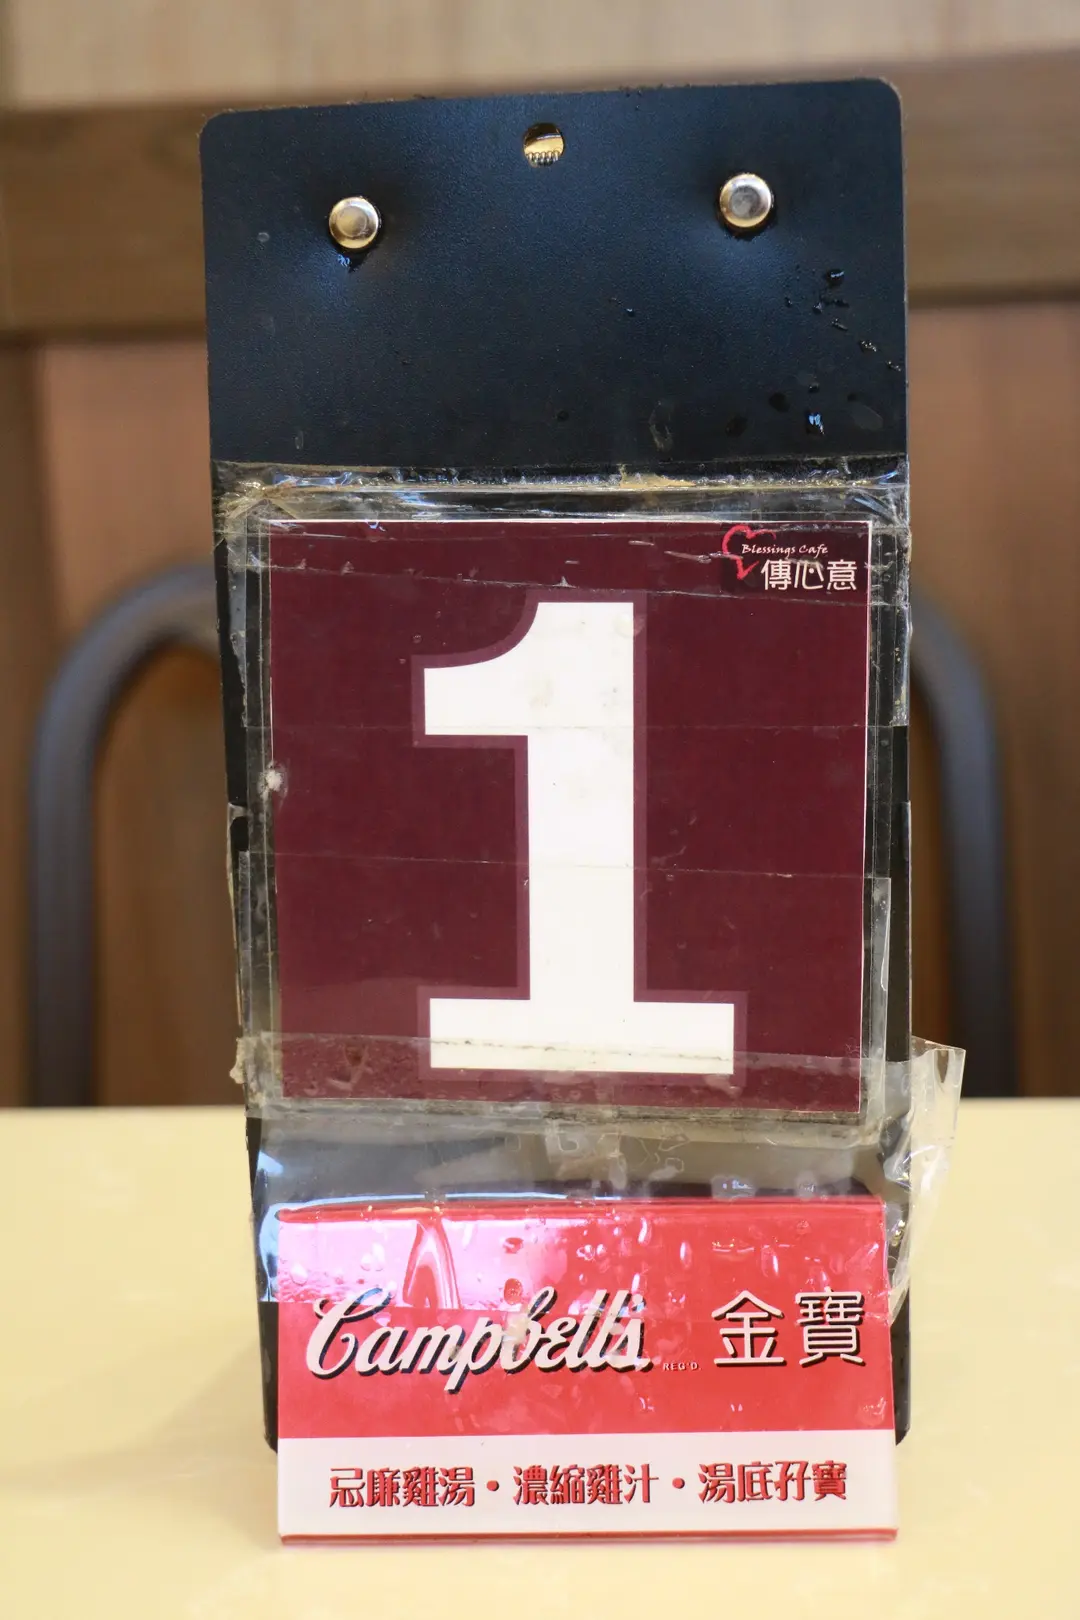 Blessings Cafe
傳心意
1
Campbell's REG'D. 金寶
忌廉雞湯・濃縮雞汁・湯底孖寶